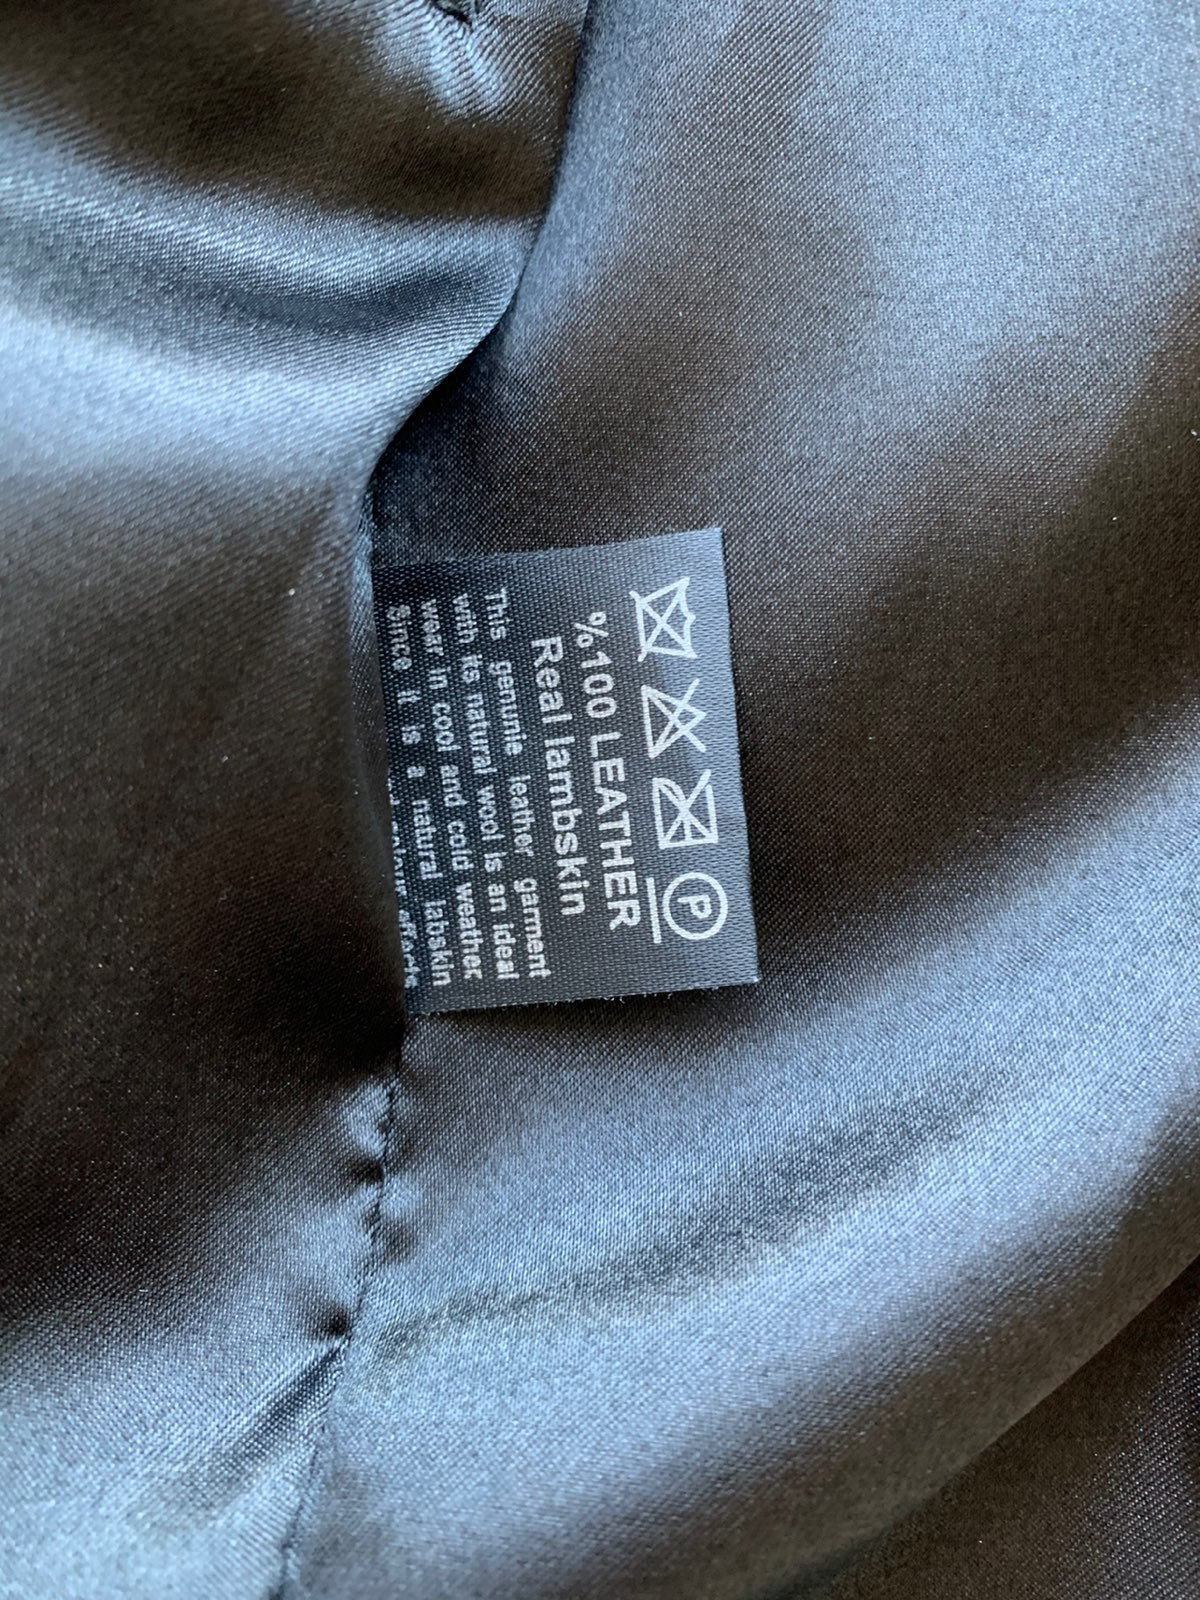 P
%100 LEATHER
Real lambskin
This genunie leather garment
with its natural wool is an ideal
wear in cool and cold weather
Since it is a natural labskin